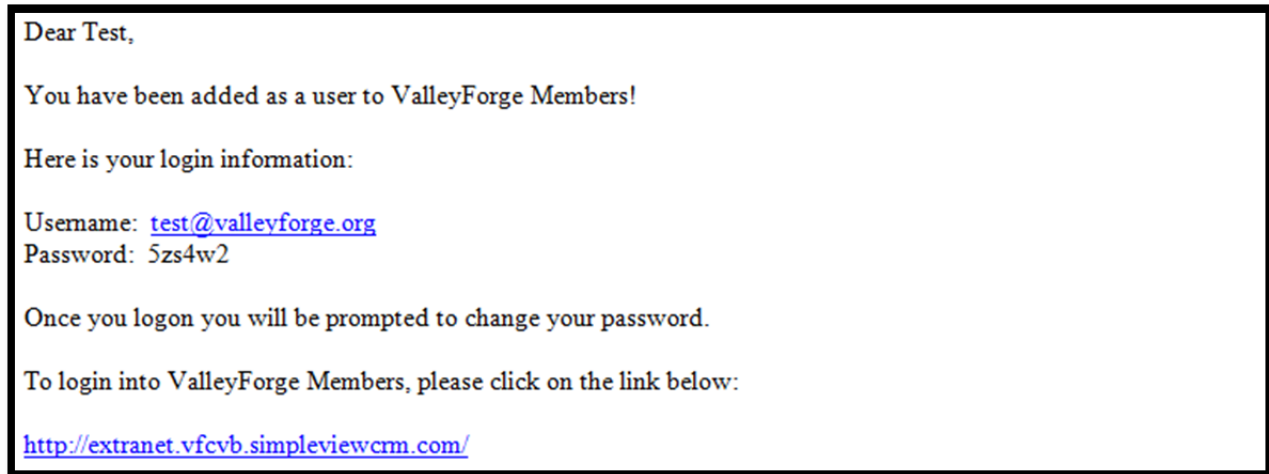 Dear Test,
You have been added as a user to ValleyForge Members!
Here is your login information:
Username: test@valleyforge.org
Password: 5zs4w2
Once you logon you will be prompted to change your password.
To login into ValleyForge Members, please click on the link below:
http://extranet.vfcvb.simpleviewcrm.com/